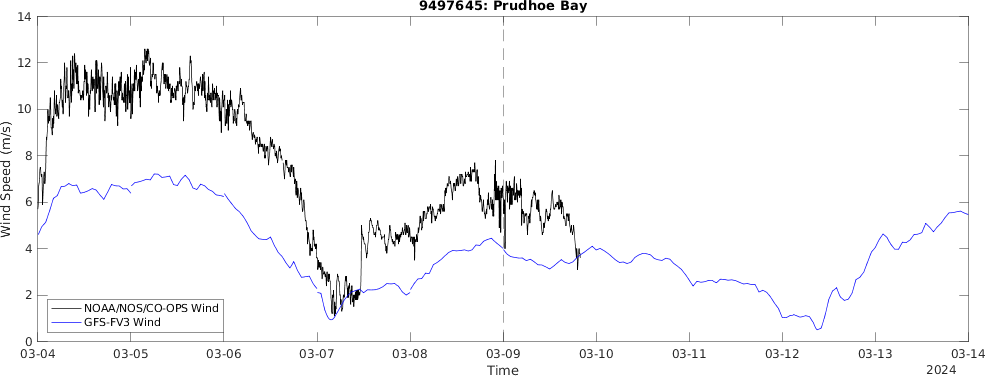 9497645: Prudhoe Bay
14
12
10
8
6
4
2
0
Wind Speed (m/s)
NOAA/NOS/CO-OPS Wind
GFS-FV3 Wind
03-04 03-05 03-06 03-07 03-08 03-09 03-10 03-11 03-12 03-13 03-14
Time
2024